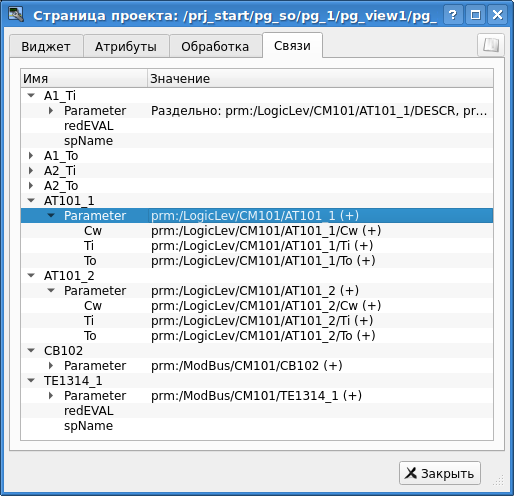 Страница проекта: /prj_start/pg_so/pg_1/pg_view1/pg_
Виджет Атрибуты Обработка Связи
Имя Значение
A1_Ti
Parameter Раздельно: prm:/LogicLev/CM101/AT101_1/DESCR, pr...
redEVAL
spName
A1_To
A2_Ti
A2_To
AT101_1
Parameter prm:/LogicLev/CM101/AT101_1 (+)
Cw prm:/LogicLev/CM101/AT101_1/Cw (+)
Ti prm:/LogicLev/CM101/AT101_1/Ti (+)
To prm:/LogicLev/CM101/AT101_1/To (+)
AT101_2
Parameter prm:/LogicLev/CM101/AT101_2 (+)
Cw prm:/LogicLev/CM101/AT101_2/Cw (+)
Ti prm:/LogicLev/CM101/AT101_2/Ti (+)
To prm:/LogicLev/CM101/AT101_2/To (+)
CB102
Parameter prm:/ModBus/CM101/CB102 (+)
TE1314_1
Parameter prm:/ModBus/CM101/TE1314_1 (+)
redEVAL
spName
Закрыть